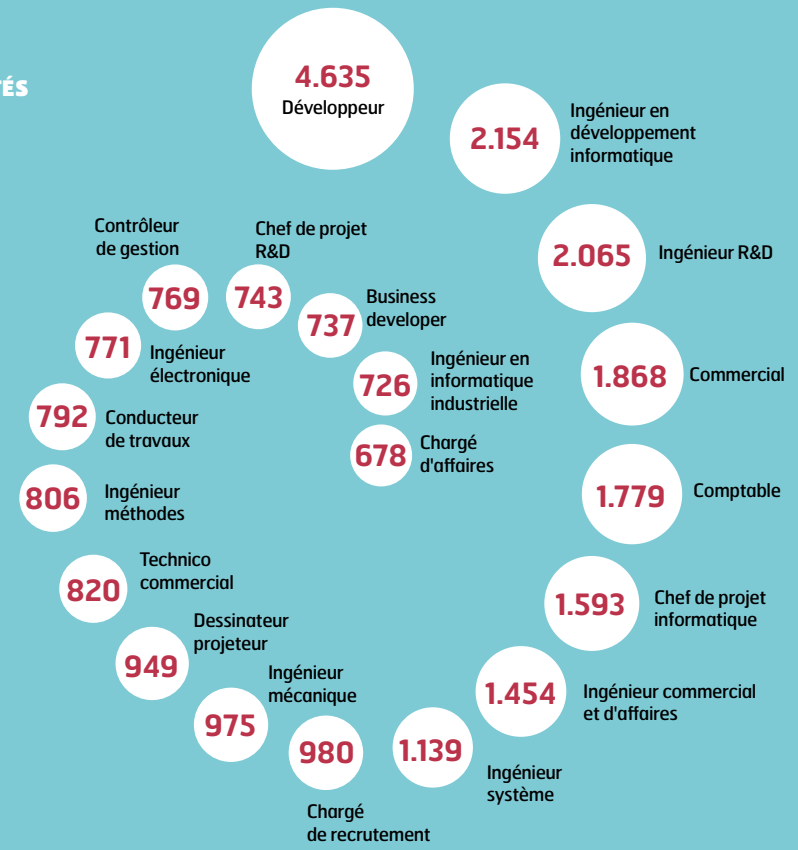 TÉS
4.635
Développeur
2.154
Ingénieur en
développement
informatique
2.065
Ingénieur R&D
1.868
Commercial
1.779
Comptable
1.593
Chef de projet
informatique
1.454
Ingénieur commercial
et d'affaires
1.139
Ingénieur
système
980
Chargé
de recrutement
975
Ingénieur
mécanique
949
Dessinateur
projeteur
820
Technico
commercial
806
Ingénieur
méthodes
792
Conducteur
de travaux
771
Ingénieur
électronique
769
Contrôleur
de gestion
743
Chef de projet
R&D
737
Business
developer
726
Ingénieur en
informatique
industrielle
678
Chargé
d'affaires